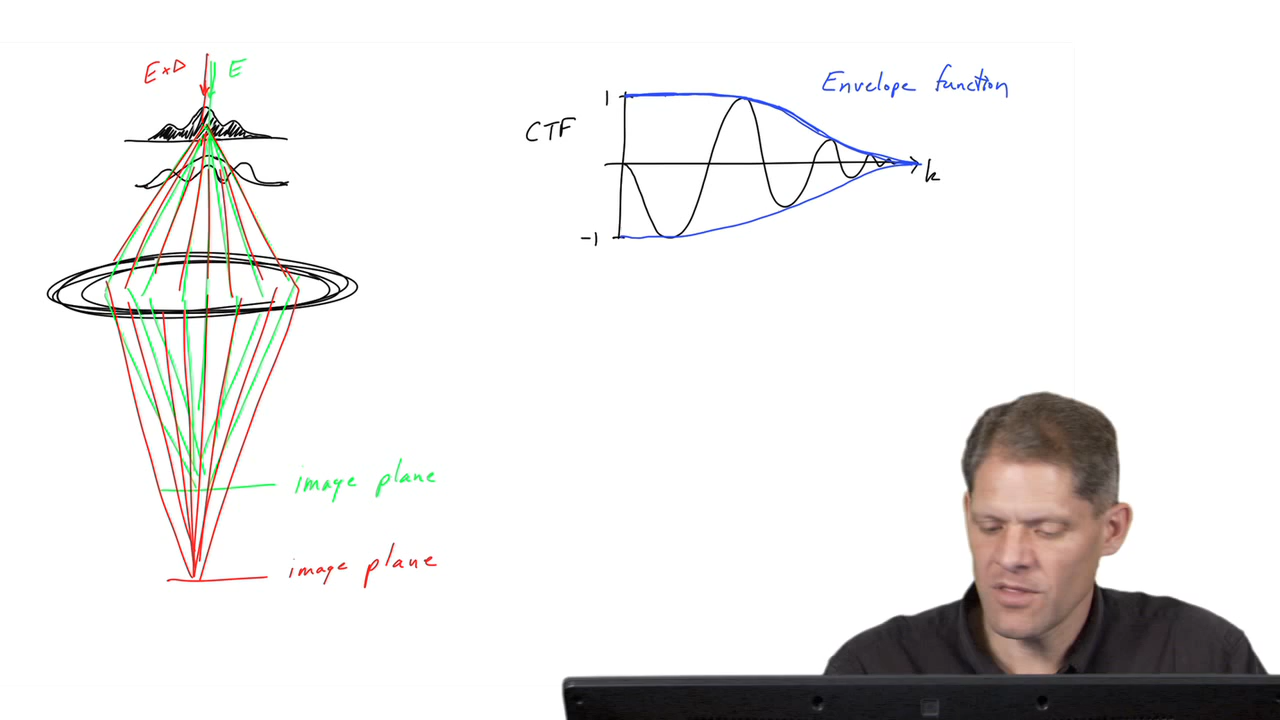 E×Δ E
image plane
image plane
Envelope function
1
CTF
k
-1